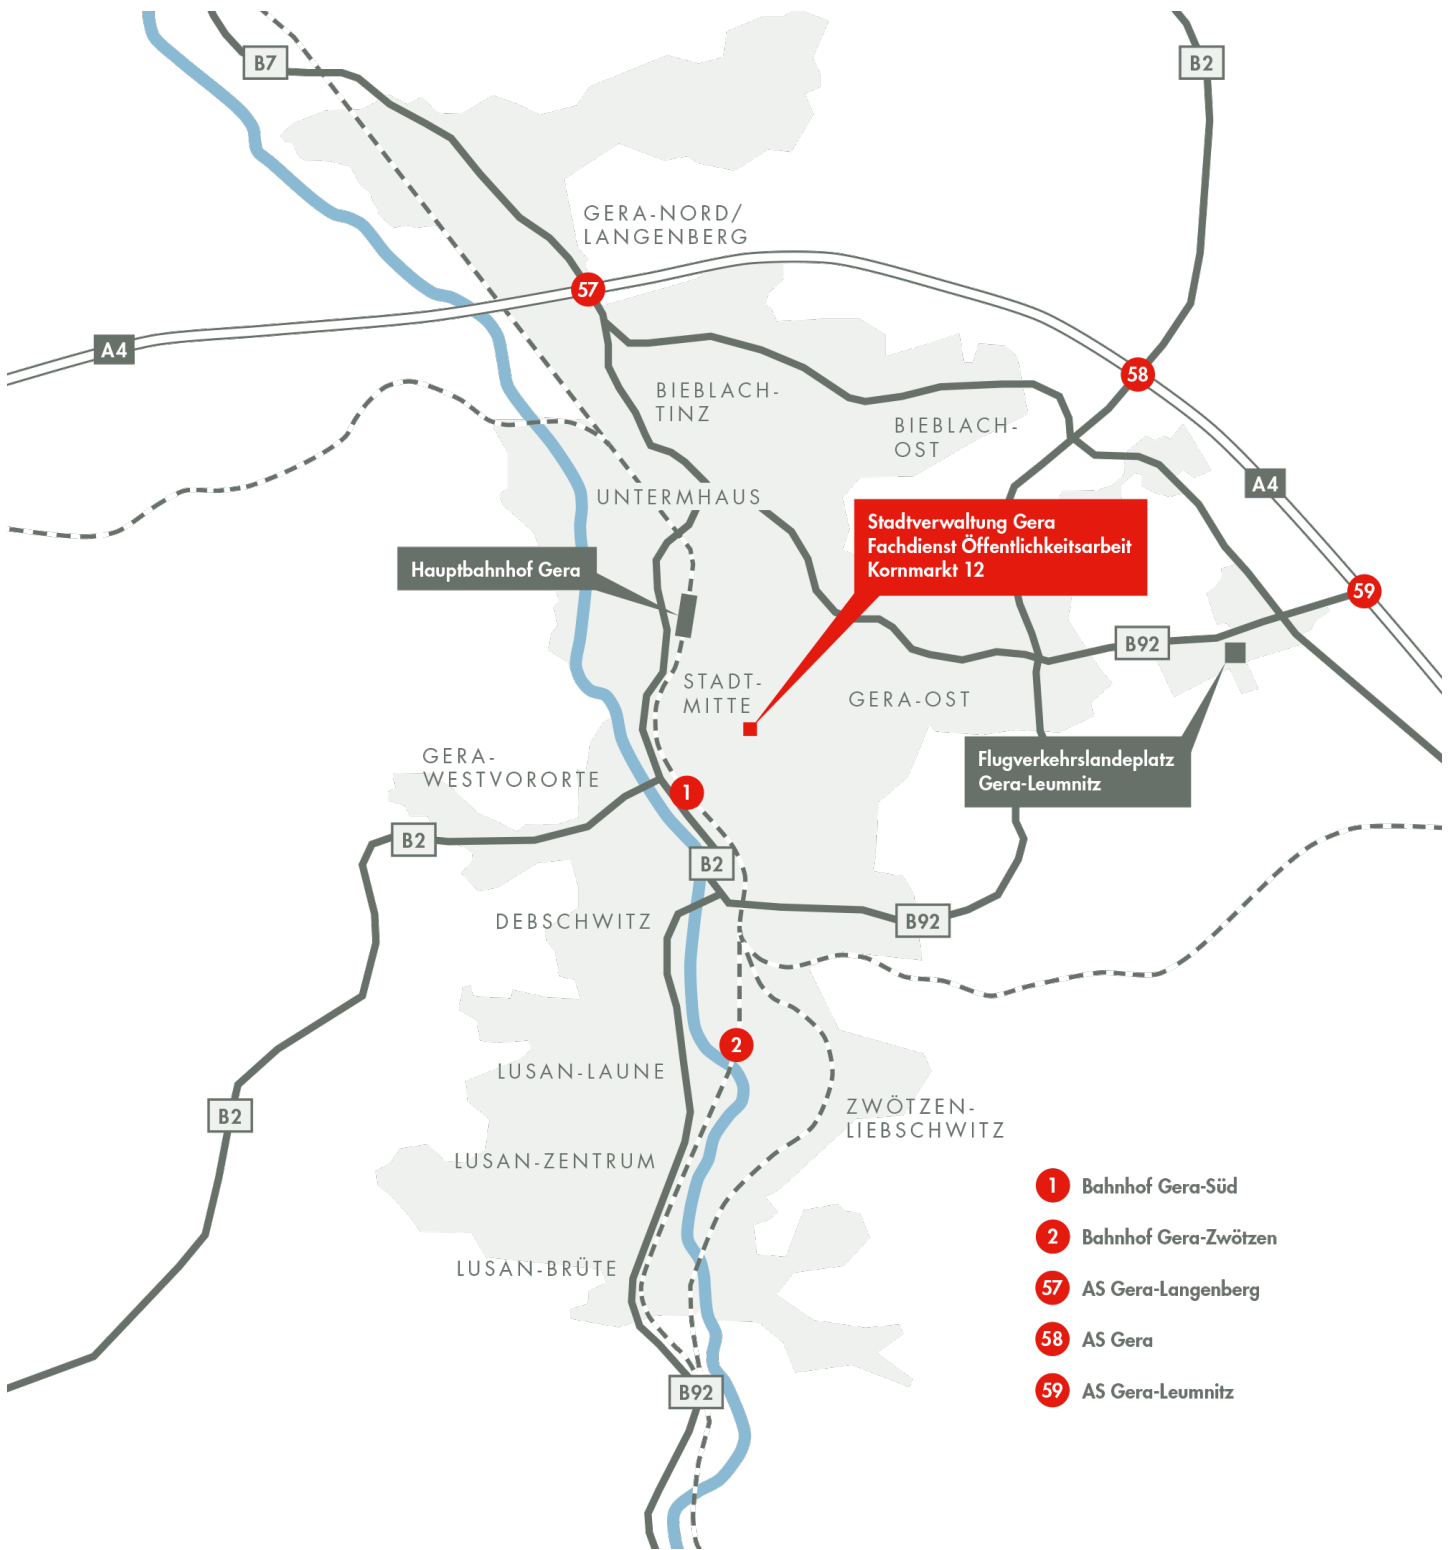 B7
B2
GERA-NORD/
LANGENBERG
57
A4
58
BIEBLACH-
TINZ
BIEBLACH-
OST
A4
UNTERMHAUS
Stadtverwaltung Gera
Fachdienst Öffentlichkeitsarbeit
Kornmarkt 12
Hauptbahnhof Gera
59
B92
STADT-
MITTE
GERA-OST
GERA-
WESTVORORTE
Flugverkehrslandeplatz
Gera-Leumnitz
1
B2
B2
DEBSCHWITZ
B92
2
LUSAN-LAUNE
B2
ZWÖTZEN-
LIEBSCHWITZ
LUSAN-ZENTRUM
LUSAN-BRÜTE
B92
1 Bahnhof Gera-Süd
2 Bahnhof Gera-Zwötzen
57 AS Gera-Langenberg
58 AS Gera
59 AS Gera-Leumnitz